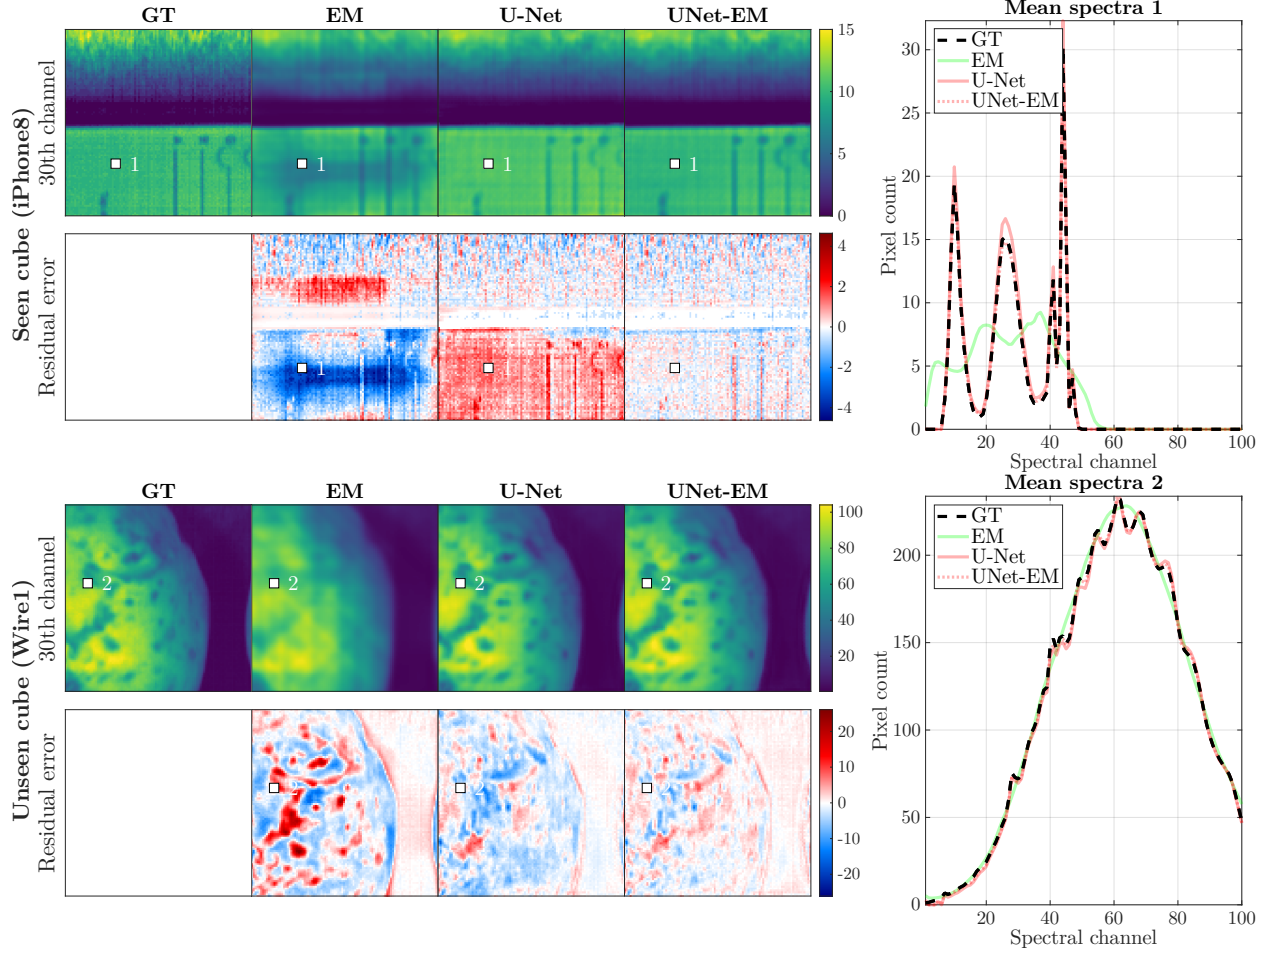 GT EM U-Net UNet-EM
Seen cube (iPhone8)
30th channel
1 1 1 1
15
10
5
0
Residual error
1 1
4
2
0
-2
-4
Mean spectra 1
GT
EM
U-Net
UNet-EM
Pixel count
30
25
20
15
10
5
0
20 40 60 80 100
Spectral channel
GT EM U-Net UNet-EM
Unseen cube (Wire1)
30th channel
2 2 2 2
100
80
60
40
20
Residual error
20
10
0
-10
-20
Mean spectra 2
GT
EM
U-Net
UNet-EM
Pixel count
200
150
100
50
0
20 40 60 80 100
Spectral channel